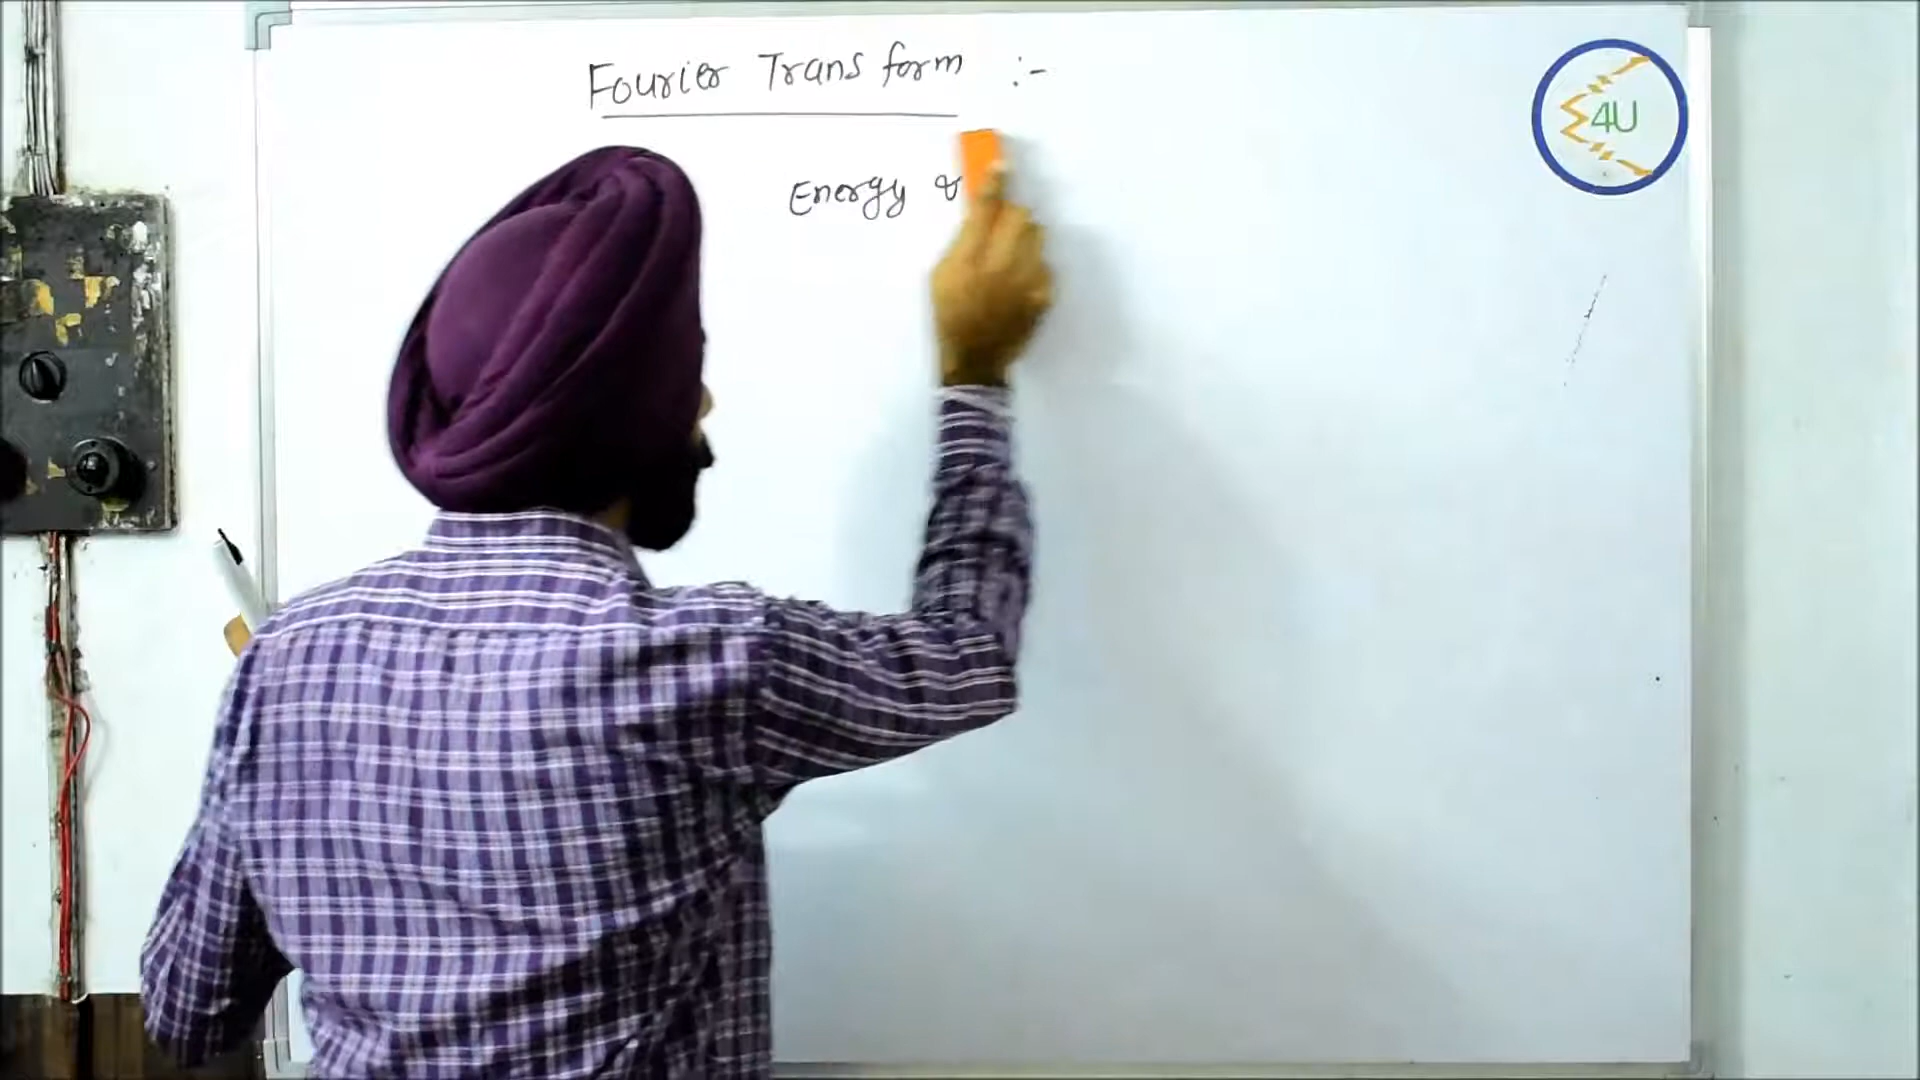 Fourier Transform :-
Energy
4U